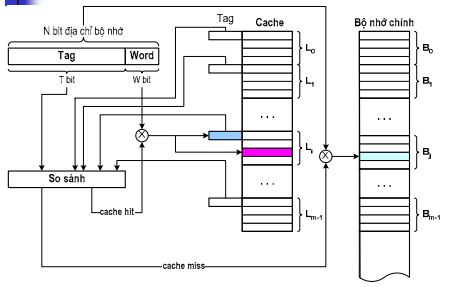 N bit địa chỉ bộ nhớ
Tag
Word
T bit
W bit
Tag
Cache
Bộ nhớ chính
L0
L1
. . .
Li
. . .
Lm-1
B0
B1
. . .
Bj
. . .
Bm-1
So sánh
cache hit
cache miss